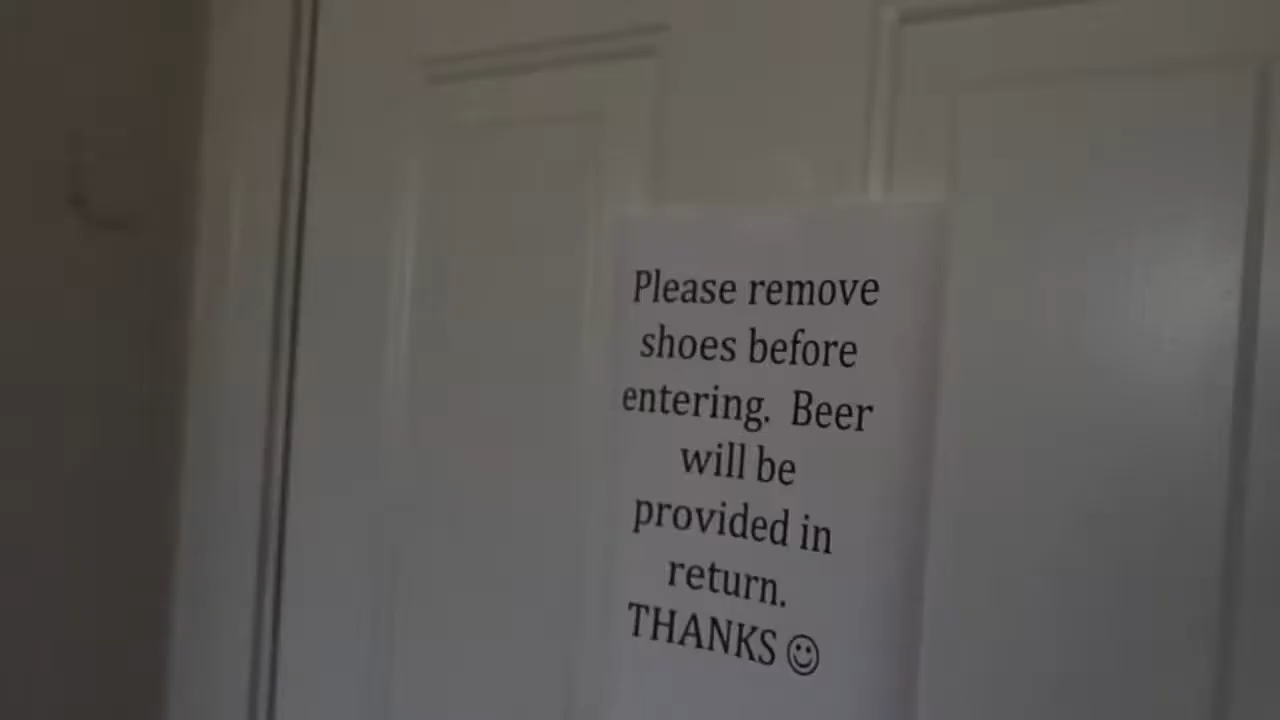 Please remove
shoes before
entering.  Beer
will be
provided in
return.
THANKS ☺